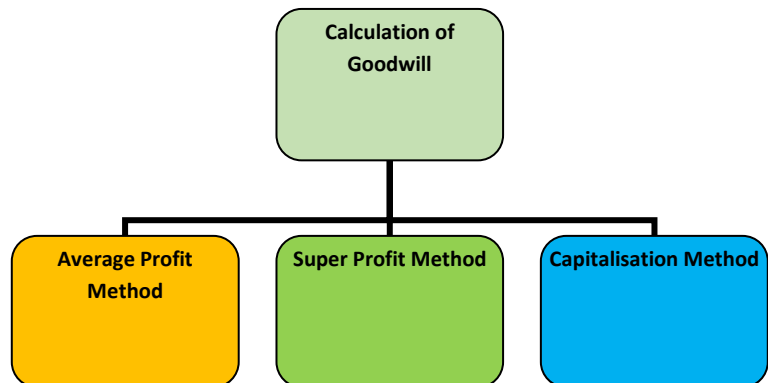 Calculation of
Goodwill
Average Profit
Method
Super Profit Method
Capitalisation Method